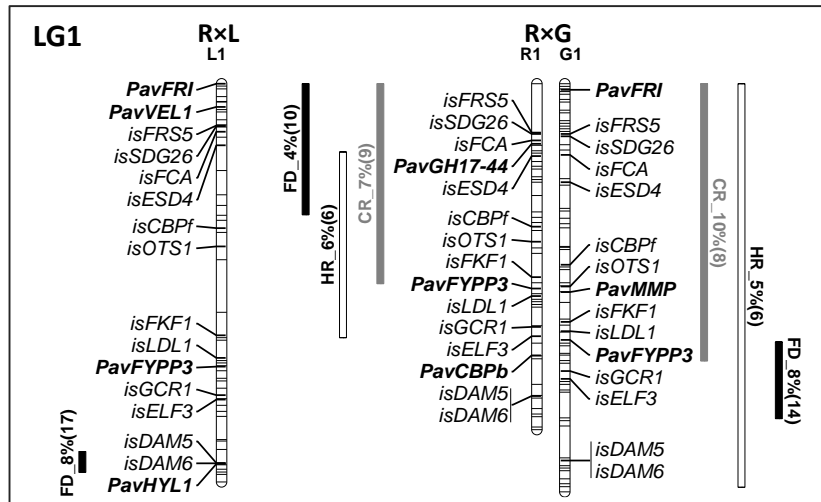 LG1
R×L
L1
PavFRI
PavVEL1
isFRS5
isSDG26
isFCA
isESD4
isCBPf
isOTS1
isFKF1
isLDL1
PavFYPP3
isGCR1
isELF3
isDAM5
isDAM6
PavHYL1
FD_8%(17)
FD_4%(10)
HR_6%(6)
CR_7%(9)
R×G
R1 G1
isFRS5
isSDG26
isFCA
PavGH17-44
isESD4
isCBPf
isOTS1
isFKF1
PavFYPP3
isLDL1
isGCR1
isELF3
PavCBPb
isDAM5
isDAM6
PavFRI
isFRS5
isSDG26
isFCA
isESD4
isCBPf
isOTS1
PavMMP
isFKF1
isLDL1
PavFYPP3
isGCR1
isELF3
isDAM5
isDAM6
CR_10%(8)
HR_5%(6)
FD_8%(14)